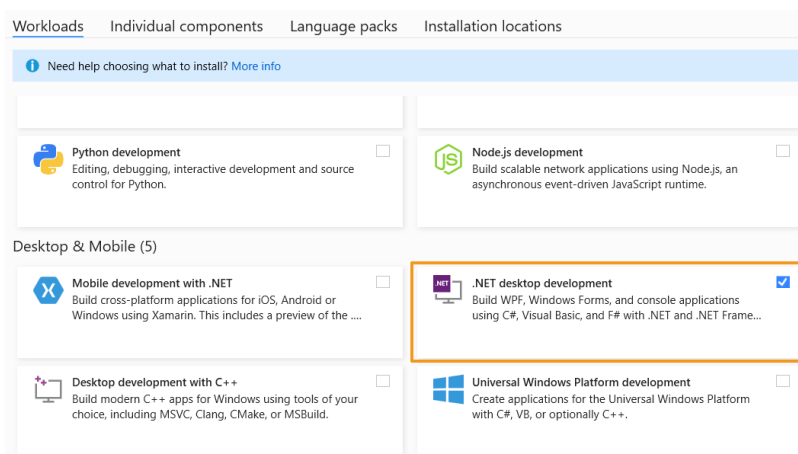 Workloads Individual components Language packs Installation locations
Need help choosing what to install? More info
Python development
Editing, debugging, interactive development and source
control for Python.
Node.js development
Build scalable network applications using Node.js, an
asynchronous event-driven JavaScript runtime.
Desktop & Mobile (5)
Mobile development with .NET
Build cross-platform applications for iOS, Android or
Windows using Xamarin. This includes a preview of the ....
.NET
.NET desktop development
Build WPF, Windows Forms, and console applications
using C#, Visual Basic, and F# with .NET and .NET Frame...
Desktop development with C++
Build modern C++ apps for Windows using tools of your
choice, including MSVC, Clang, CMake, or MSBuild.
Universal Windows Platform development
Create applications for the Universal Windows Platform
with C#, VB, or optionally C++.